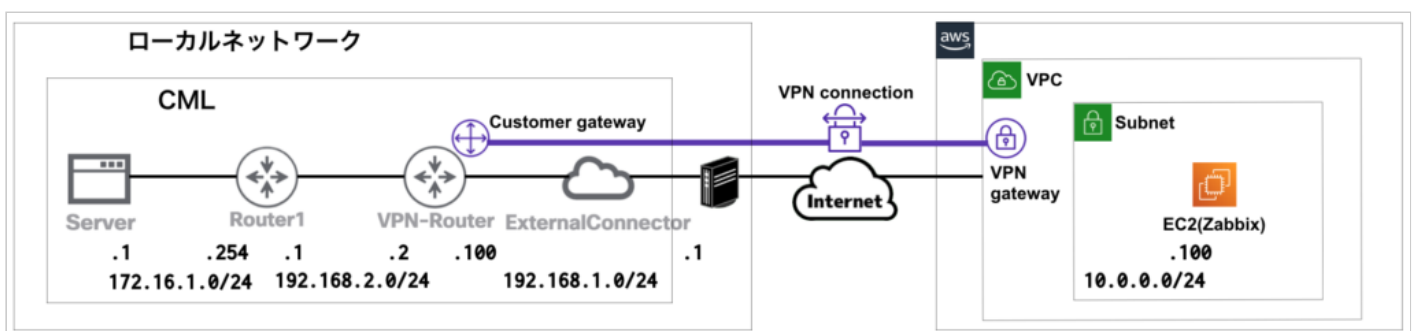 ローカルネットワーク
aws
CML
VPN connection
VPC
Customer gateway
Subnet
Internet
VPN
gateway
Server
Router1
VPN-Router
ExternalConnector
EC2(Zabbix)
.1
.254
.1
.2
.100
.1
.100
172.16.1.0/24
192.168.2.0/24
192.168.1.0/24
10.0.0.0/24